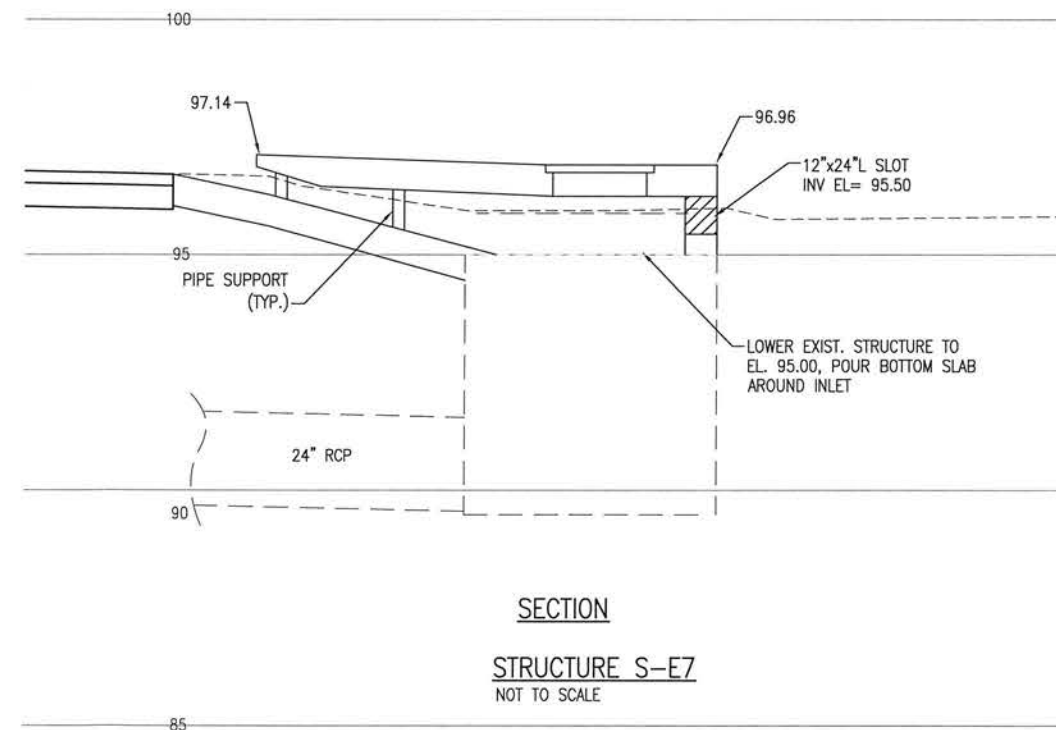 100
97.14
96.96
12"x24"L SLOT
INV EL= 95.50
95
PIPE SUPPORT
(TYP.)
LOWER EXIST. STRUCTURE TO
EL. 95.00, POUR BOTTOM SLAB
AROUND INLET
24" RCP
90
SECTION
STRUCTURE S-E7
NOT TO SCALE
85